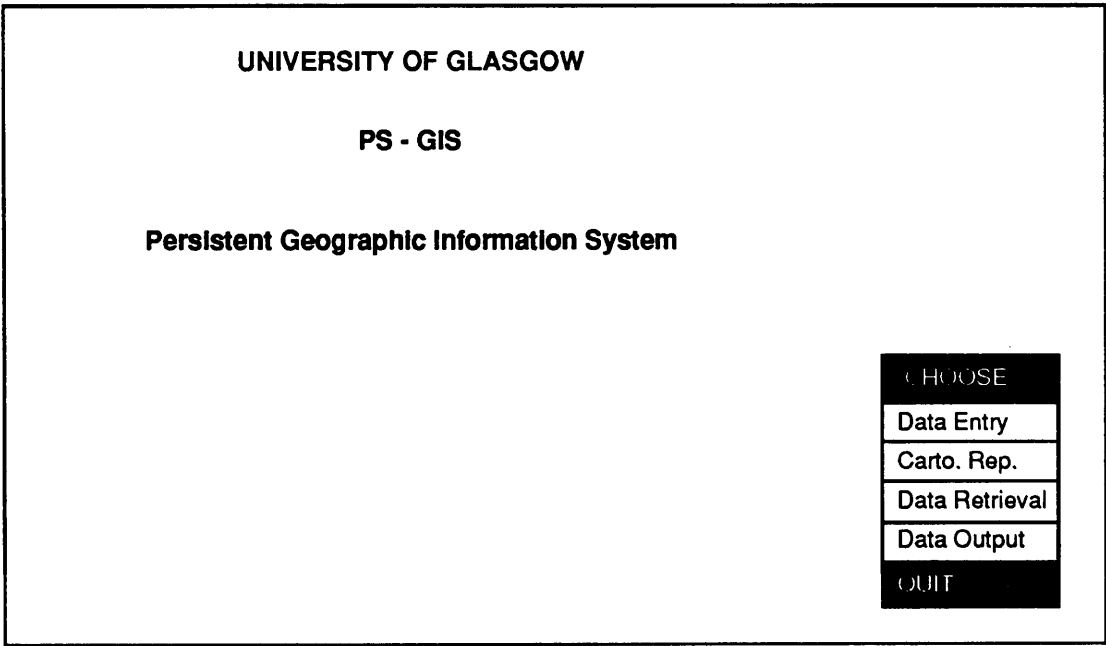 UNIVERSITY OF GLASGOW
PS - GIS
Persistent Geographic Information System
CHOOSE
Data Entry
Carto. Rep.
Data Retrieval
Data Output
QUIT